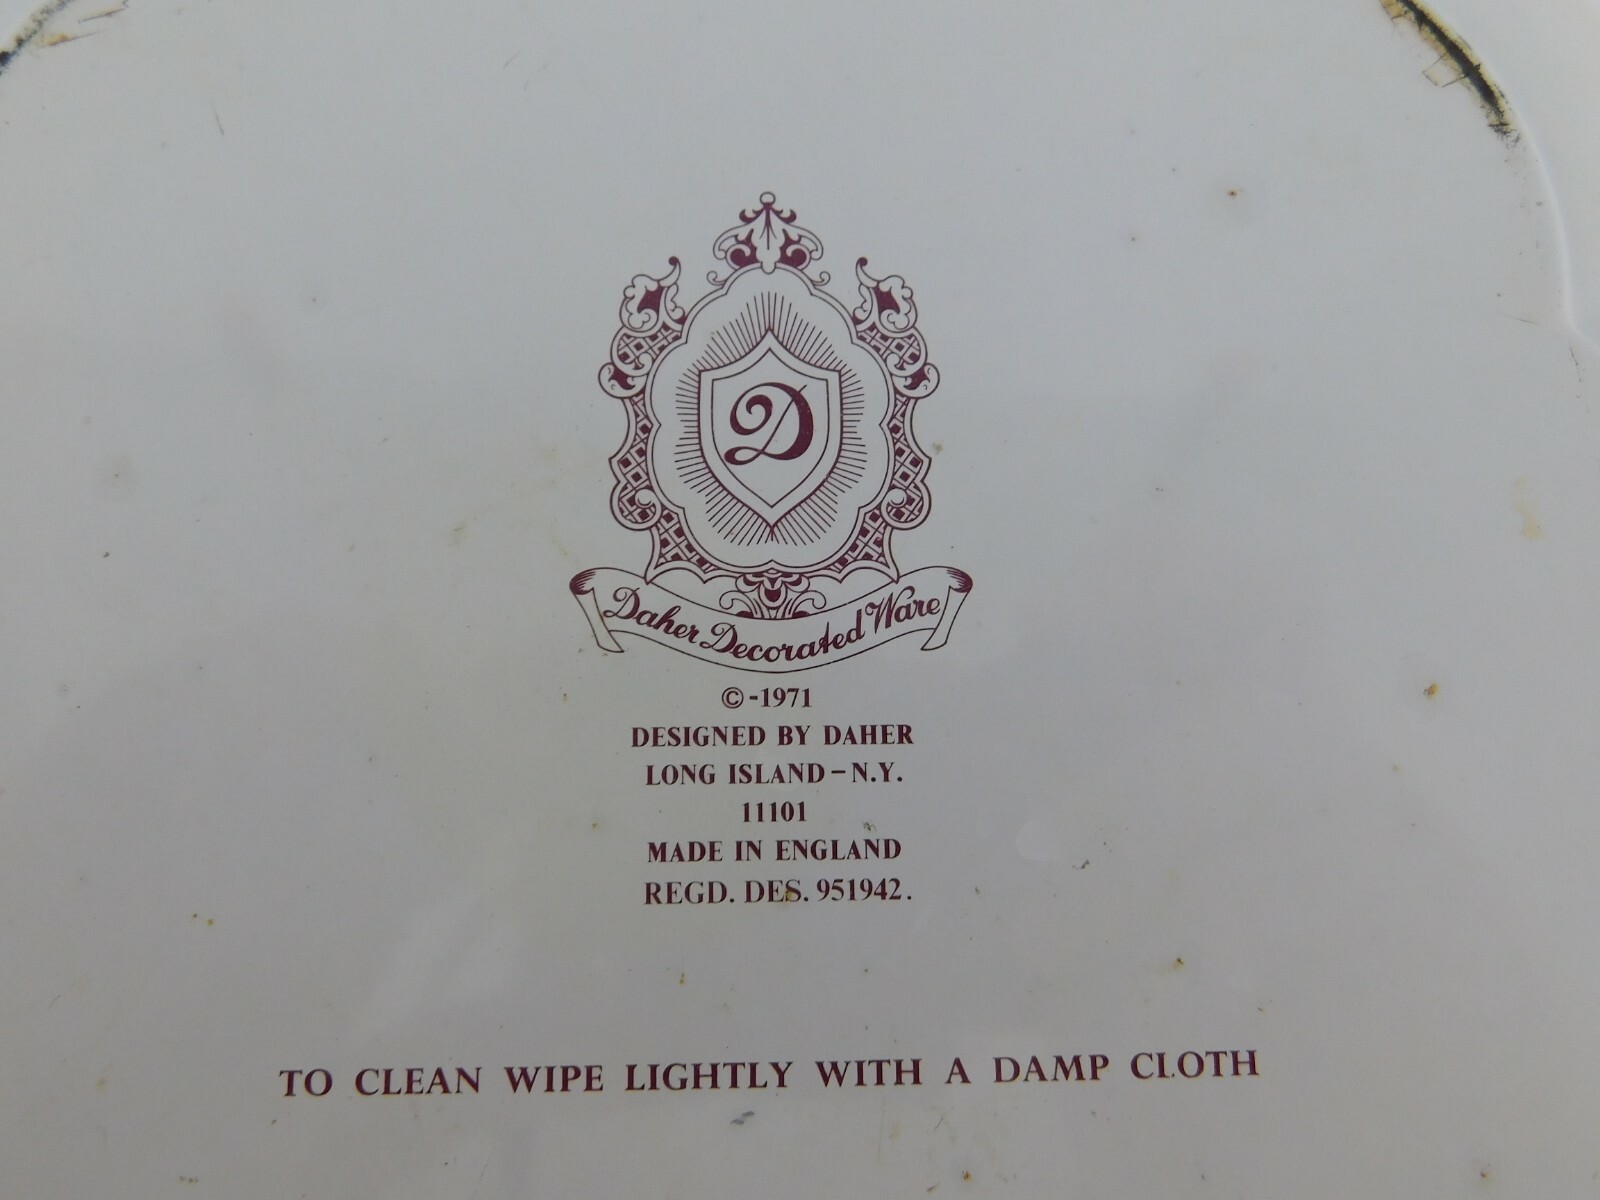 D
Daher Decorated Ware
©-1971
DESIGNED BY DAHER
LONG ISLAND-N.Y.
11101
MADE IN ENGLAND
REGD. DES. 951942.
TO CLEAN WIPE LIGHTLY WITH A DAMP CLOTH